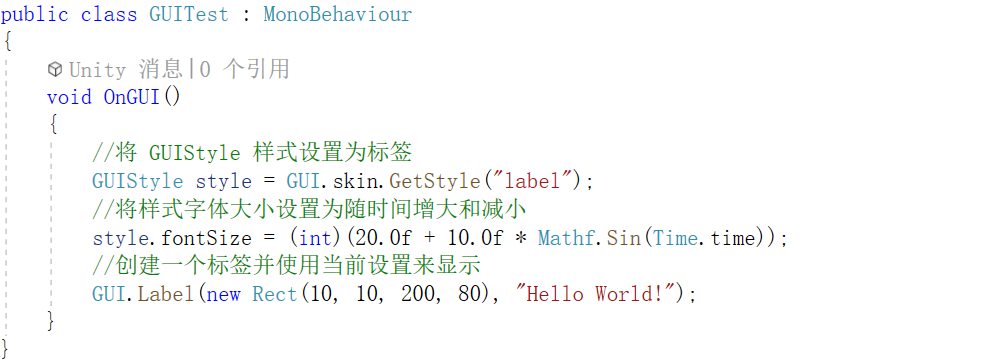 public class GUITest : MonoBehaviour
{
Unity 消息|0 个引用
void OnGUI()
{
//将 GUIStyle 样式设置为标签
GUIStyle style = GUI.skin.GetStyle("label");
//将样式字体大小设置为随时间增大和减小
style.fontSize = (int)(20.0f + 10.0f * Mathf.Sin(Time.time));
//创建一个标签并使用当前设置来显示
GUI.Label(new Rect(10, 10, 200, 80), "Hello World!");
}
}